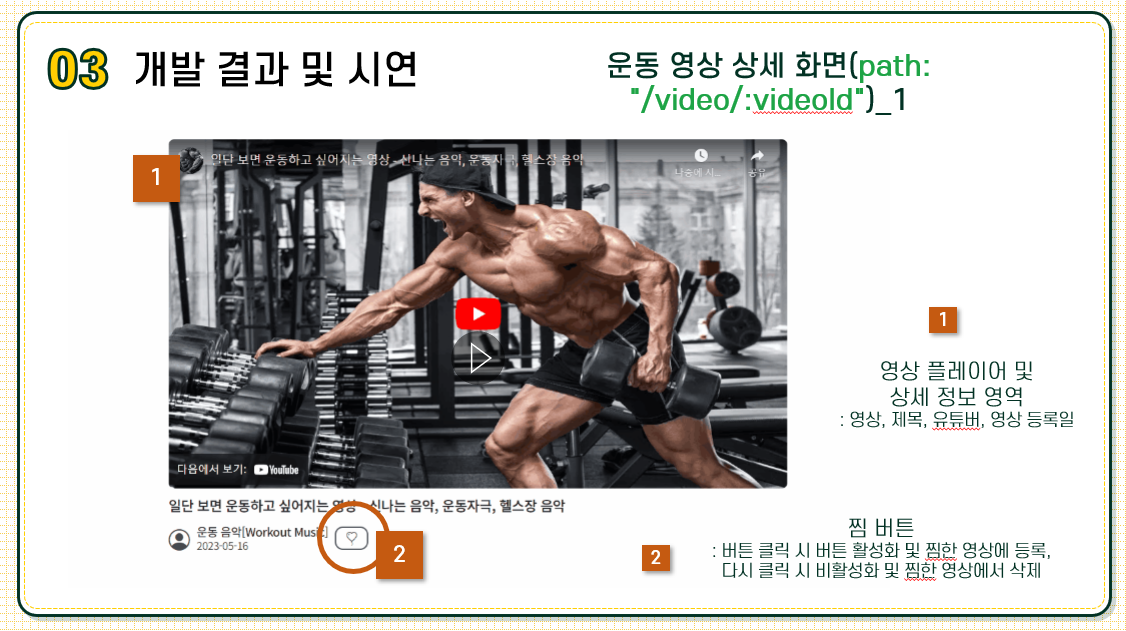 03 개발 결과 및 시연
운동 영상 상세 화면(path:
"/video/:videoId")_1
1
일단 보면 운동하고 싶어지는 영상 - 신나는 음악, 운동자극, 헬스장 음악
나중에 시...
공유
다음에서 보기: YouTube
일단 보면 운동하고 싶어지는 영상 - 신나는 음악, 운동자극, 헬스장 음악
운동 음악[Workout Music]
2023-05-16
2
1
영상 플레이어 및
상세 정보 영역
: 영상, 제목, 유튜버, 영상 등록일
2
찜 버튼
: 버튼 클릭 시 버튼 활성화 및 찜한 영상에 등록,
다시 클릭 시 비활성화 및 찜한 영상에서 삭제